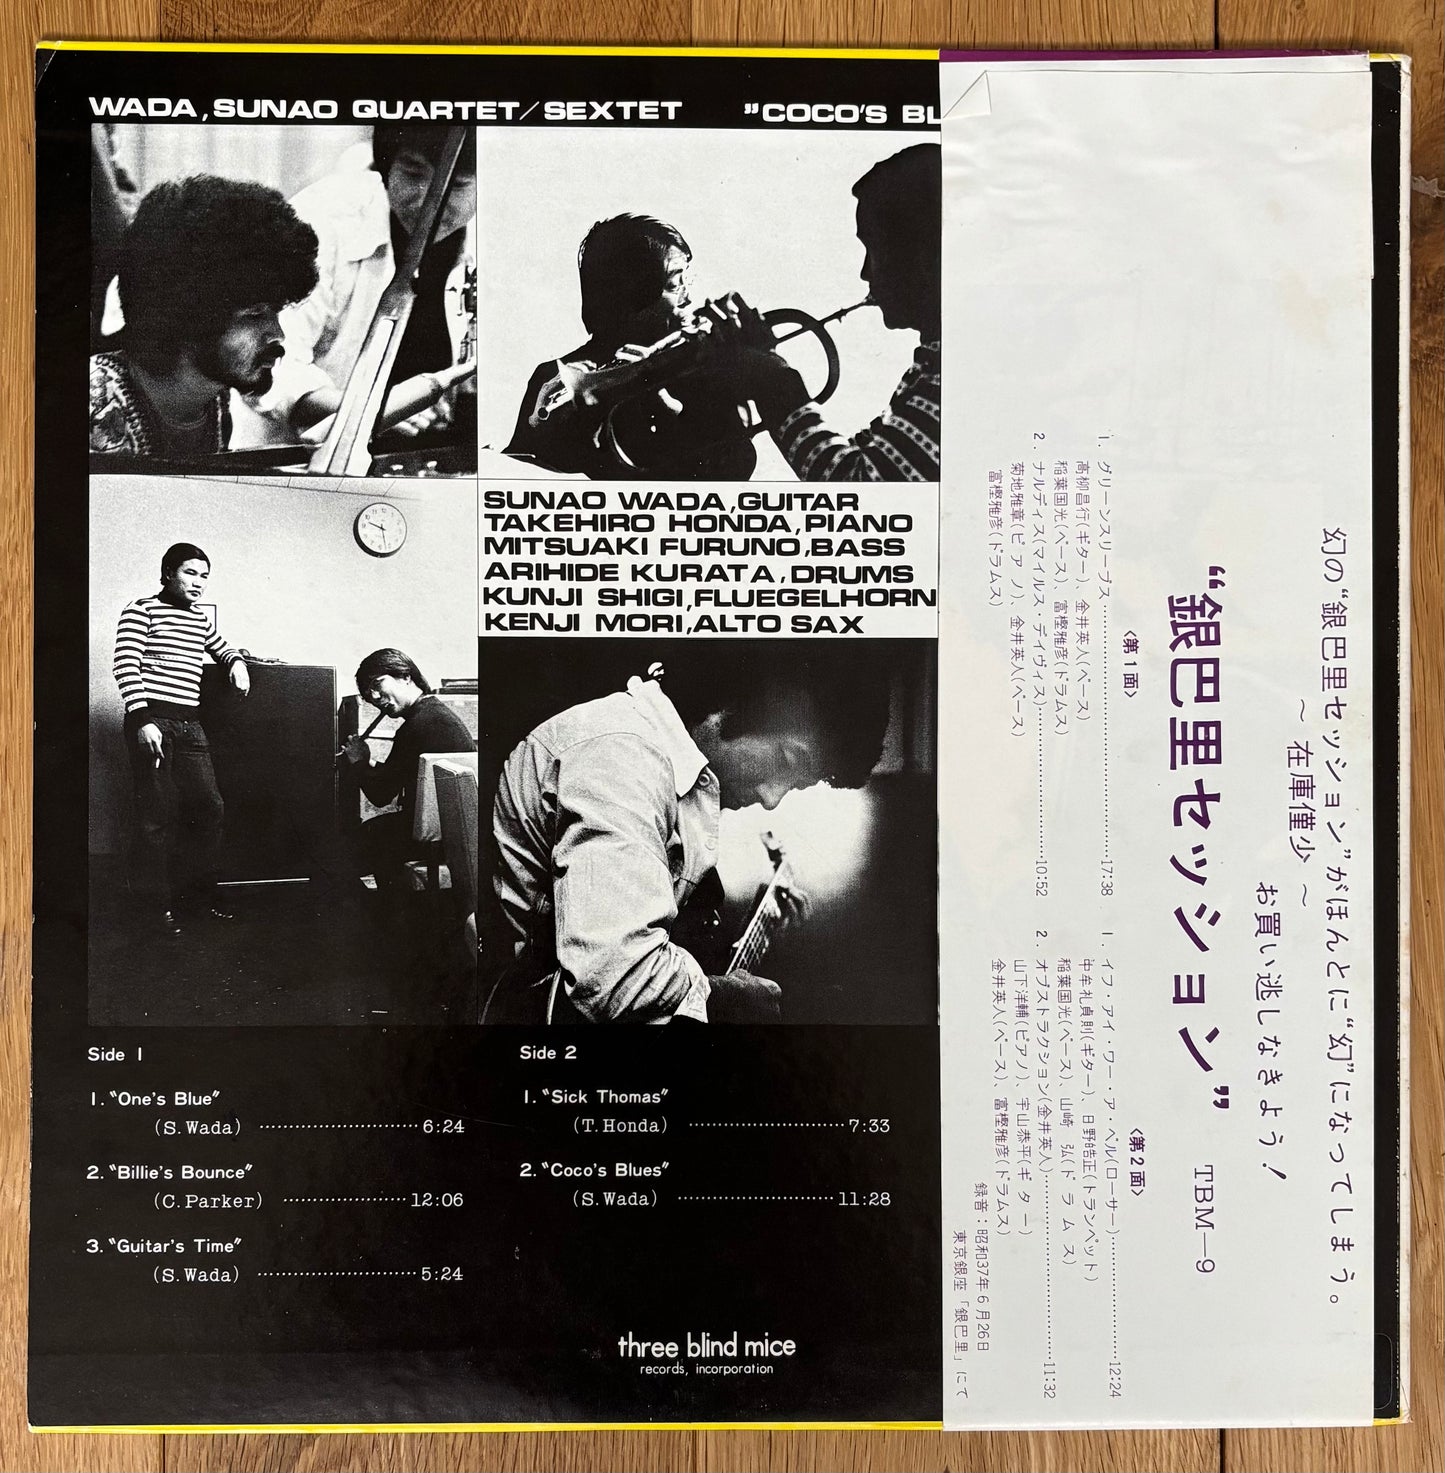 WADA, SUNAO QUARTET/SEXTET "COCO'S BL
SUNAO WADA, GUITAR
TAKEHIRO HONDA, PIANO
MITSUAKI FURUNO, BASS
ARIHIDE KURATA, DRUMS
KUNJI SHIGI, FLUEGELHORN
KENJI MORI, ALTO SAX
Side 1
1. "One's Blue"
(S. Wada) 6:24
2. "Billie's Bounce"
(C. Parker) 12:06
3. "Guitar's Time"
(S. Wada) 5:24
Side 2
1. "Sick Thomas"
(T. Honda) 7:33
2. "Coco's Blues"
(S. Wada) 11:28
three blind mice
records, incorporation
幻の“銀巴里セッション”がほんとに“幻”になってしまう。
～ 在庫僅少 ～
お買い逃しなきよう！
“銀巴里セッション” TBM—9
〈第1面〉
1. グリーンスリーブス 17:38
高柳昌行(ギター)、金井英人(ベース)
稲葉国光(ベース)、富樫雅彦(ドラムス)
2. ナルディス(マイルス・デイヴィス) 10:52
菊地雅章(ピアノ)、金井英人(ベース)
富樫雅彦(ドラムス)
〈第2面〉
1. イフ・アイ・ワー・ア・ベル(ローサー) 12:24
中牟礼貞則(ギター)、日野皓正(トランペット)
稲葉国光(ベース)、山崎 弘(ドラムス)
2. オブストラクション(金井英人) 11:32
山下洋輔(ピアノ)、宇山恭平(ギター)
金井英人(ベース)、富樫雅彦(ドラムス)
録音：昭和37年6月26日
東京銀座「銀巴里」にて